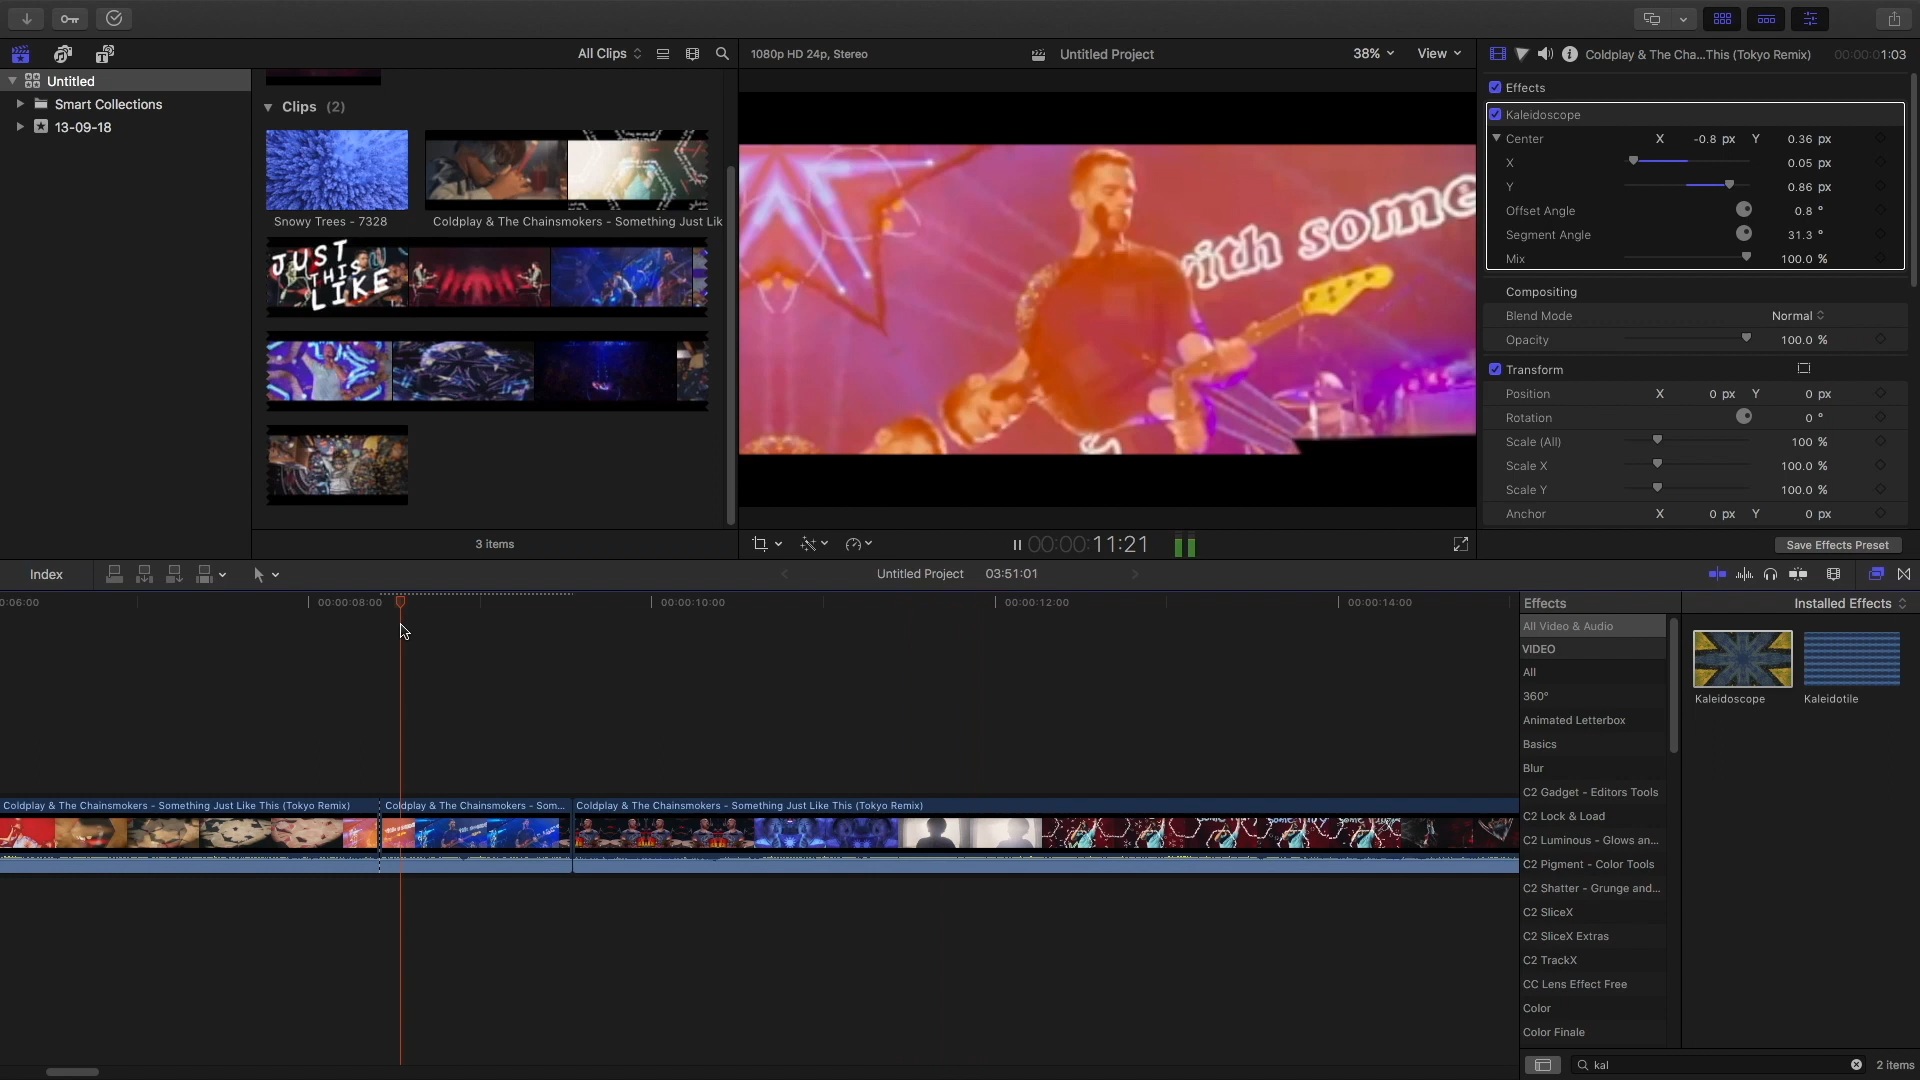 All Clips
1080p HD 24p, Stereo
Untitled Project
38%
View
Coldplay & The Cha...This (Tokyo Remix)
00:00:01:03
Untitled
Smart Collections
13-09-18
Clips (2)
Snowy Trees - 7328
Coldplay & The Chainsmokers - Something Just Lik
JUST
THIS
LIKE
3 items
ith some
Effects
Kaleidoscope
Center X -0.8 px Y 0.36 px
X 0.05 px
Y 0.86 px
Offset Angle 0.8 °
Segment Angle 31.3 °
Mix 100.0 %
Compositing
Blend Mode Normal
Opacity 100.0 %
Transform
Position X 0 px Y 0 px
Rotation 0 °
Scale (All) 100 %
Scale X 100.0 %
Scale Y 100.0 %
Anchor X 0 px Y 0 px
00:00:11:21
Save Effects Preset
Index
Untitled Project 03:51:01
0:06:00
00:00:08:00
00:00:10:00
00:00:12:00
00:00:14:00
Coldplay & The Chainsmokers - Something Just Like This (Tokyo Remix)
Coldplay & The Chainsmokers - Som...
Coldplay & The Chainsmokers - Something Just Like This (Tokyo Remix)
Effects
Installed Effects
All Video & Audio
VIDEO
All
360°
Animated Letterbox
Basics
Blur
C2 Gadget - Editors Tools
C2 Lock & Load
C2 Luminous - Glows an...
C2 Pigment - Color Tools
C2 Shatter - Grunge and...
C2 SliceX
C2 SliceX Extras
C2 TrackX
CC Lens Effect Free
Color
Color Finale
Kaleidoscope
Kaleidotile
kal
2 items